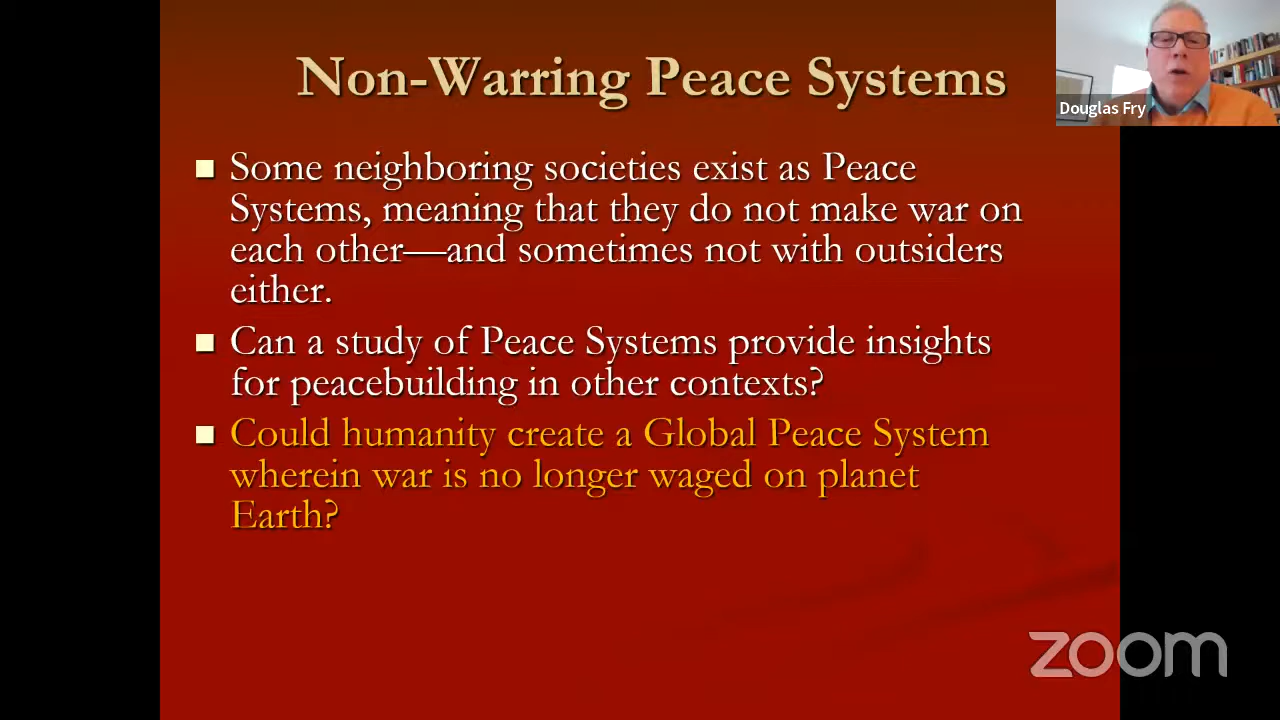 Non-Warring Peace Systems
Douglas Fry
Some neighboring societies exist as Peace
Systems, meaning that they do not make war on
each other—and sometimes not with outsiders
either.
Can a study of Peace Systems provide insights
for peacebuilding in other contexts?
Could humanity create a Global Peace System
wherein war is no longer waged on planet
Earth?
zoom